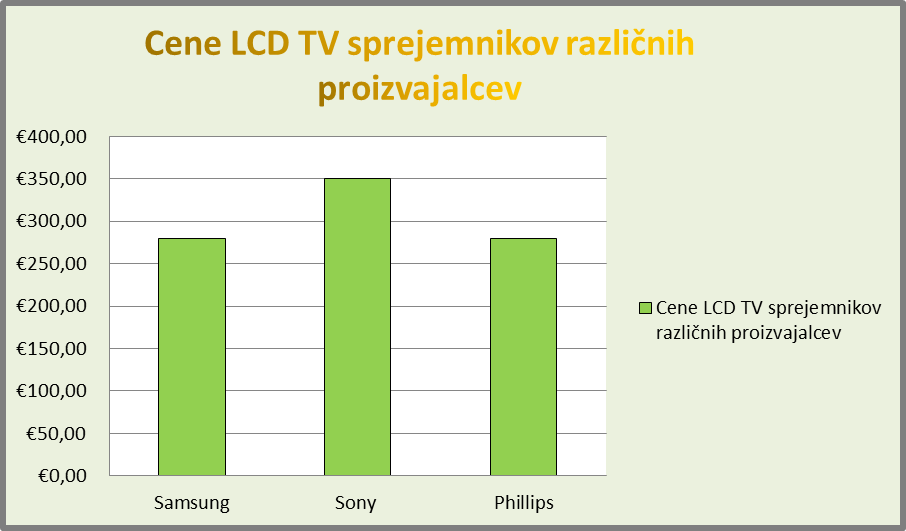 Cene LCD TV sprejemnikov različnih
proizvajalcev
€400,00
€350,00
€300,00
€250,00
€200,00
€150,00
€100,00
€50,00
€0,00
Samsung
Sony
Phillips
Cene LCD TV sprejemnikov
različnih proizvajalcev